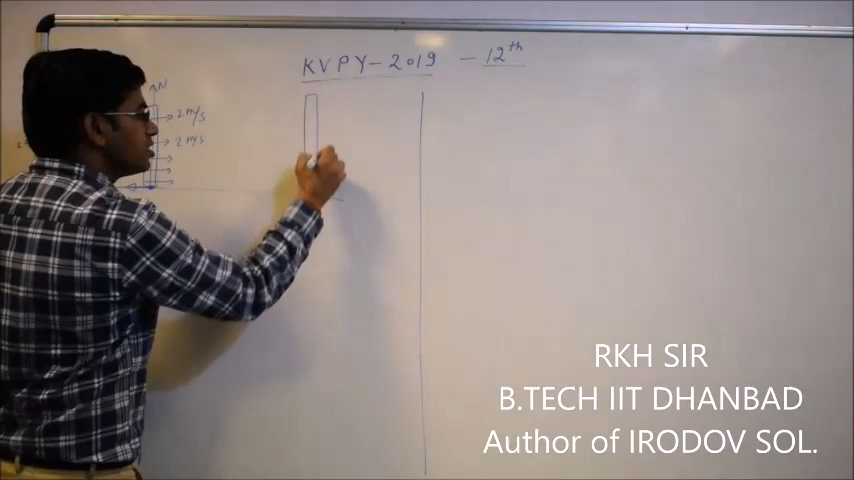 KVPY-2019 - 12th
N
2 m/s
2 m/s
RKH SIR
B.TECH IIT DHANBAD
Author of IRODOV SOL.